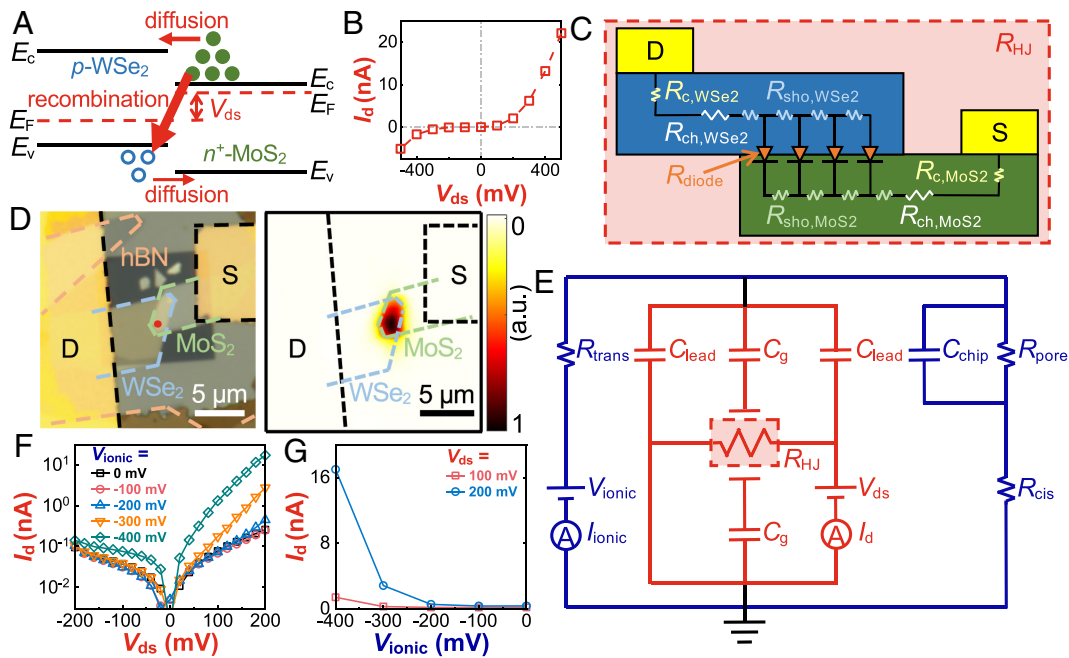 A
diffusion
Ec
p-WSe2
Ec
recombination
EF
Vds
EF
Ev
n+-MoS2
Ev
diffusion
B
Id (nA)
20
10
0
-400
0
400
Vds (mV)
C
D
RHJ
Rc,WSe2
Rsho,WSe2
Rch,WSe2
S
Rdiode
Rc,MoS2
Rsho,MoS2
Rch,MoS2
D
hBN
S
D
MoS2
WSe2
5 μm
S
D
MoS2
WSe2
5 μm
0
(a.u.)
1
E
Rtrans
Clead
Cg
Clead
Cchip
Rpore
RHJ
Vionic
Vds
Rcis
A
Iionic
Cg
A
Id
F
Vionic =
0 mV
-100 mV
-200 mV
-300 mV
-400 mV
Id (nA)
10^1
10^0
10^-1
10^-2
-200
-100
0
100
200
Vds (mV)
G
Vds =
100 mV
200 mV
Id (nA)
16
8
0
-400
-300
-200
-100
0
Vionic (mV)